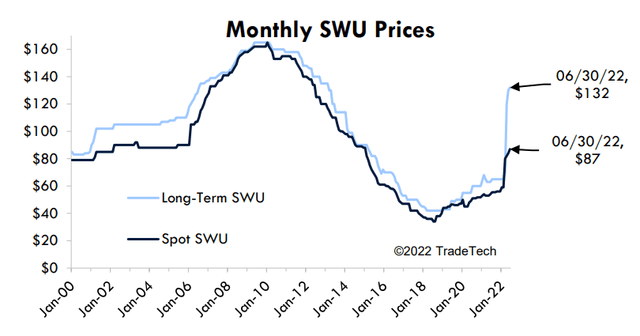 Monthly SWU Prices
$160
$140
$120
$100
$80
$60
$40
$20
$0
06/30/22,
$132
06/30/22,
$87
Long-Term SWU
Spot SWU
©2022 TradeTech
Jan-00
Jan-02
Jan-04
Jan-06
Jan-08
Jan-10
Jan-12
Jan-14
Jan-16
Jan-18
Jan-20
Jan-22